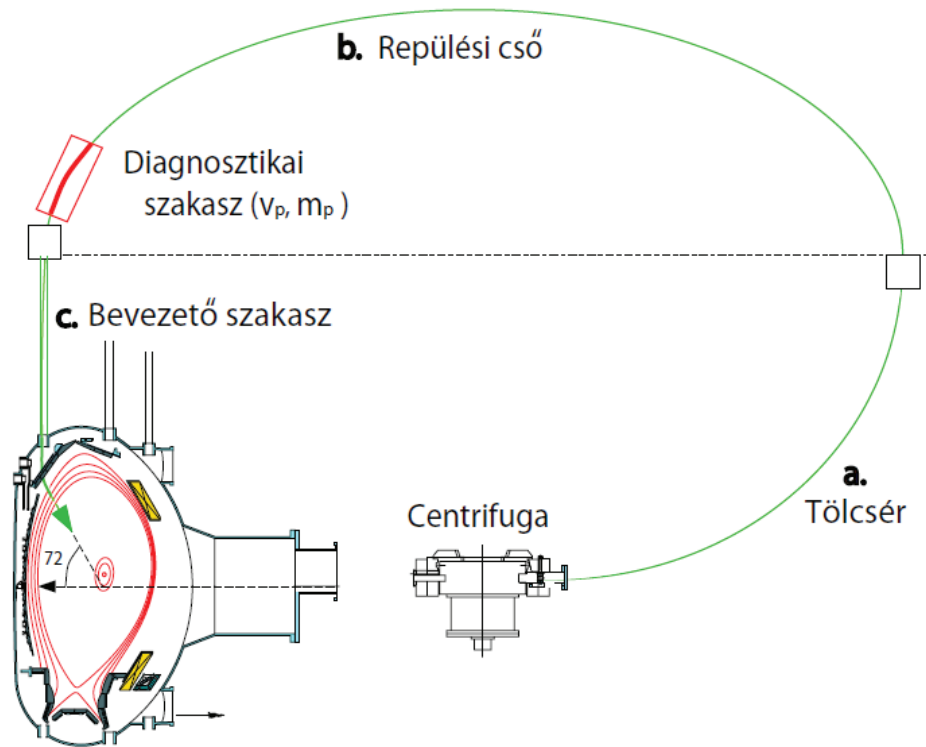 b. Repülési cső
Diagnosztikai
szakasz (vₚ, mₚ )
c. Bevezető szakasz
a.
Tölcsér
Centrifuga
72